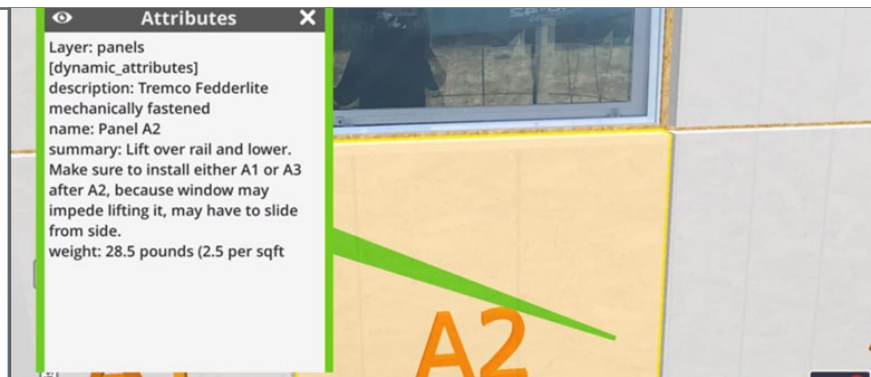 Attributes
Layer: panels
[dynamic_attributes]
description: Tremco Fedderlite
mechanically fastened
name: Panel A2
summary: Lift over rail and lower.
Make sure to install either A1 or A3
after A2, because window may
impede lifting it, may have to slide
from side.
weight: 28.5 pounds (2.5 per sqft
A2